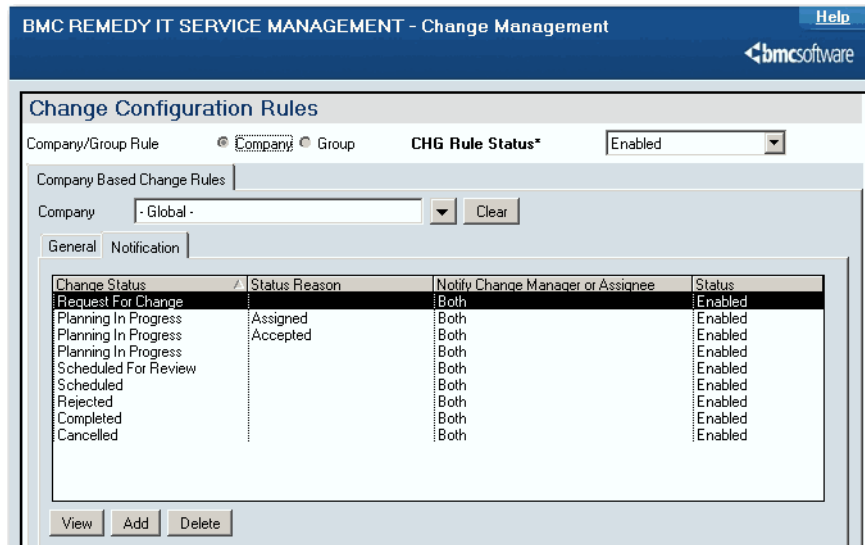 BMC REMEDY IT SERVICE MANAGEMENT - Change Management
Help
bmcsoftware
Change Configuration Rules
Company/Group Rule Company Group CHG Rule Status* Enabled
Company Based Change Rules
Company - Global - Clear
General Notification
Change Status Status Reason Notify Change Manager or Assignee Status
Request For Change Both Enabled
Planning In Progress Assigned Both Enabled
Planning In Progress Accepted Both Enabled
Planning In Progress Both Enabled
Scheduled For Review Both Enabled
Scheduled Both Enabled
Rejected Both Enabled
Completed Both Enabled
Cancelled Both Enabled
View Add Delete